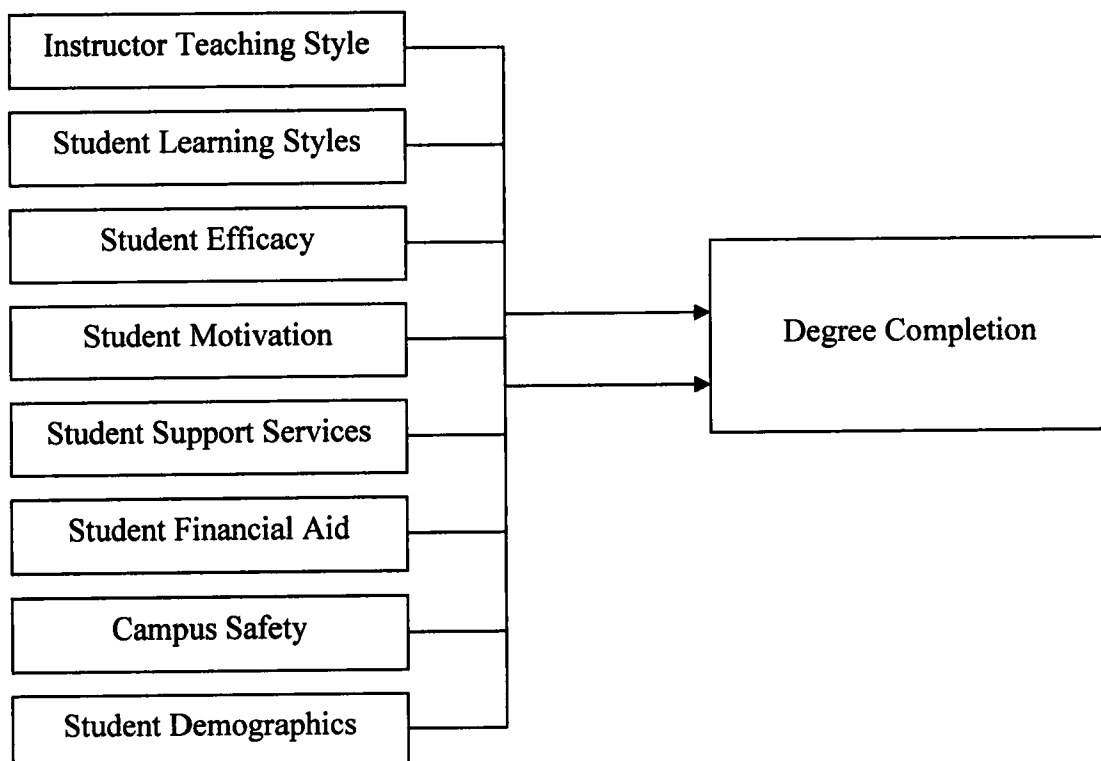 Instructor Teaching Style
Student Learning Styles
Student Efficacy
Student Motivation
Student Support Services
Student Financial Aid
Campus Safety
Student Demographics
Degree Completion